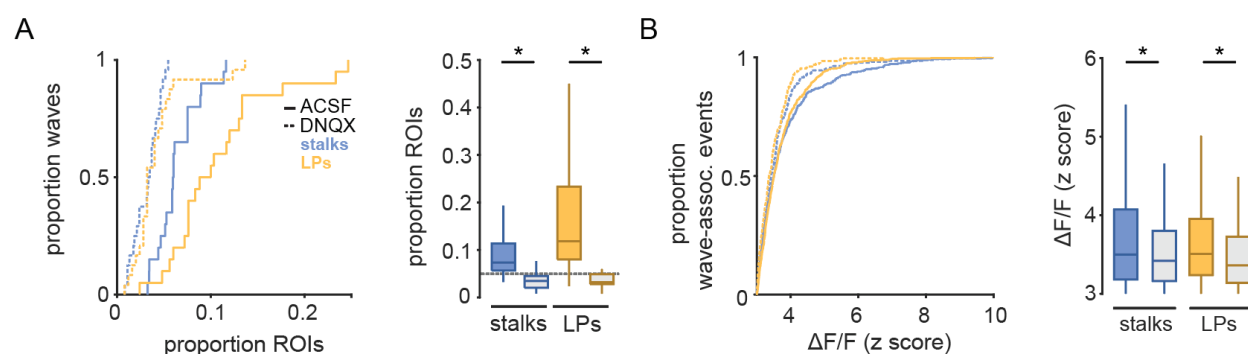 A
proportion waves
1
0.5
0
0
0.1
0.2
proportion ROIs
ACSF
DNQX
stalks
LPs
proportion ROIs
0.5
0.4
0.3
0.2
0.1
0
*
*
stalks
LPs
B
proportion
wave-assoc. events
1
0.5
0
4
6
8
10
ΔF/F (z score)
ΔF/F (z score)
6
5
4
3
*
*
stalks
LPs